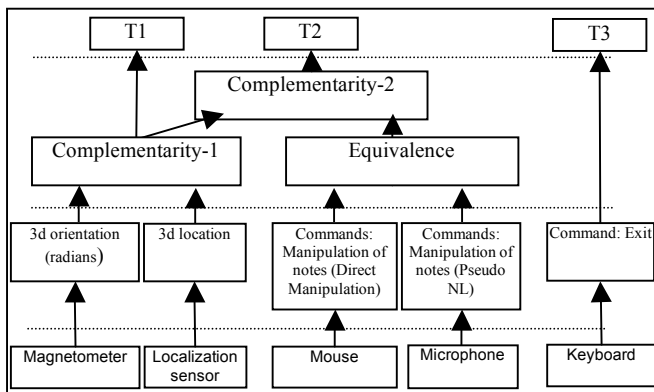 T1
T2
T3
Complementarity-2
Complementarity-1
Equivalence
3d orientation
(radians)
3d location
Commands:
Manipulation of
notes (Direct
Manipulation)
Commands:
Manipulation of
notes (Pseudo
NL)
Command: Exit
Magnetometer
Localization
sensor
Mouse
Microphone
Keyboard